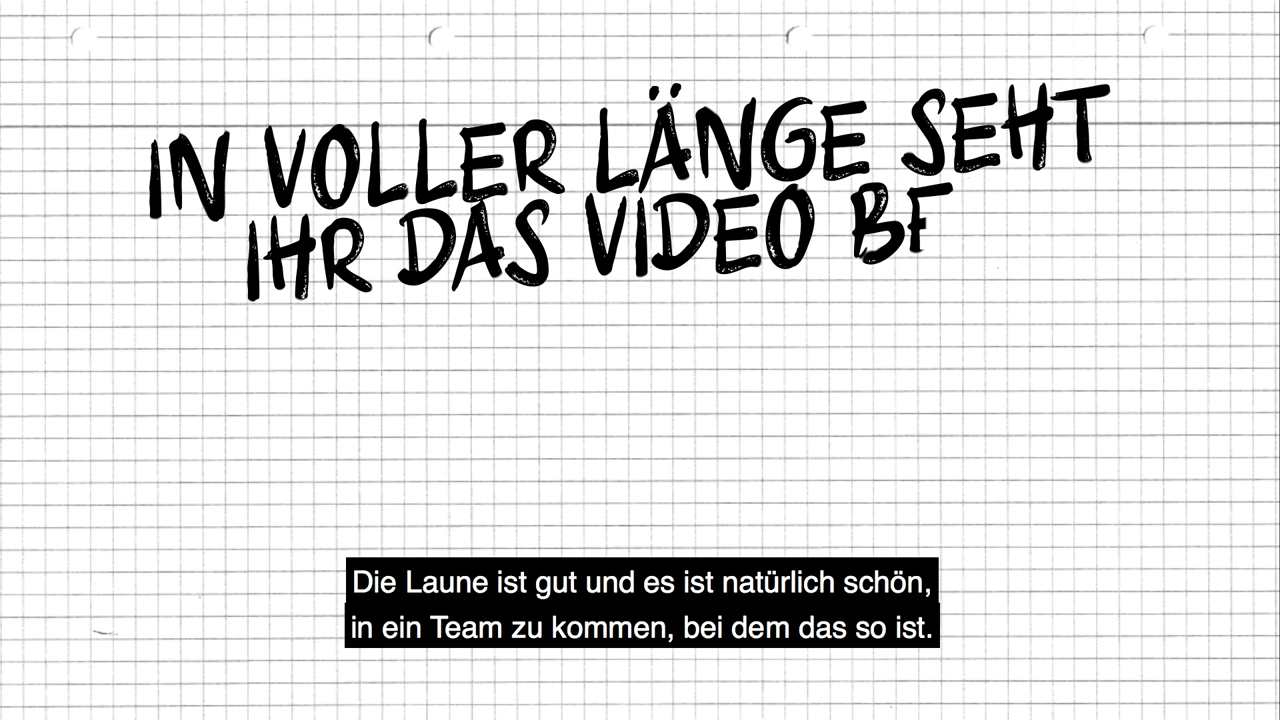 IN VOLLER LÄNGE SEHT
IHR DAS VIDEO
Die Laune ist gut und es ist natürlich schön,
in ein Team zu kommen, bei dem das so ist.